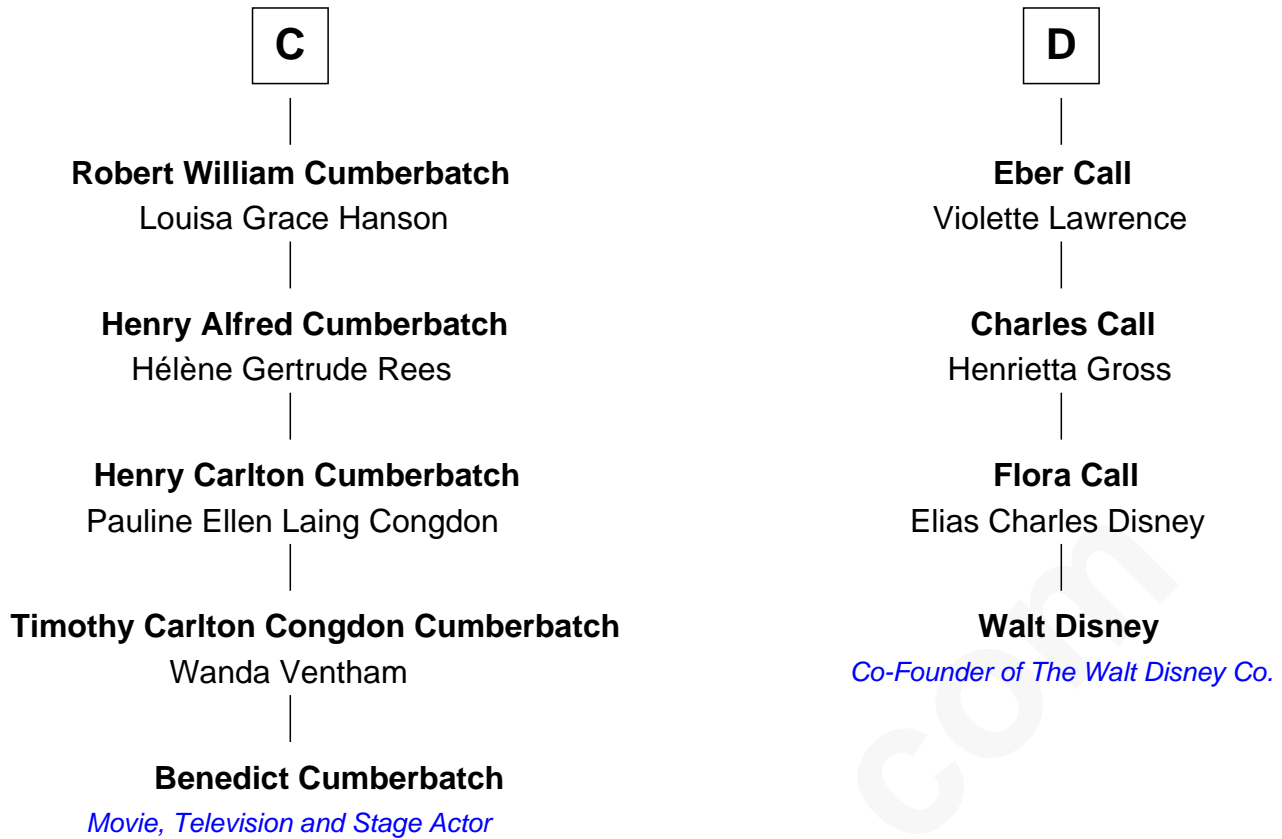 C
Robert William Cumberbatch
Louisa Grace Hanson
Henry Alfred Cumberbatch
Hélène Gertrude Rees
Henry Carlton Cumberbatch
Pauline Ellen Laing Congdon
Timothy Carlton Congdon Cumberbatch
Wanda Ventham
Benedict Cumberbatch
Movie, Television and Stage Actor
D
Eber Call
Violette Lawrence
Charles Call
Henrietta Gross
Flora Call
Elias Charles Disney
Walt Disney
Co-Founder of The Walt Disney Co.
com